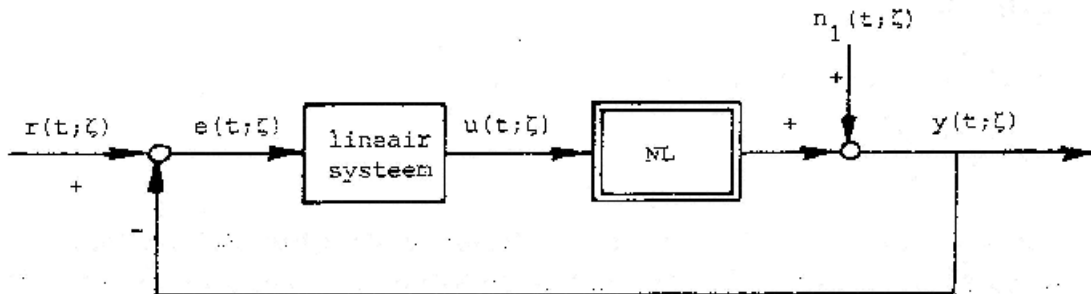 n₁(t;ζ)
+
r(t;ζ)
e(t;ζ)
lineair
systeem
u(t;ζ)
NL
+
y(t;ζ)
+
-